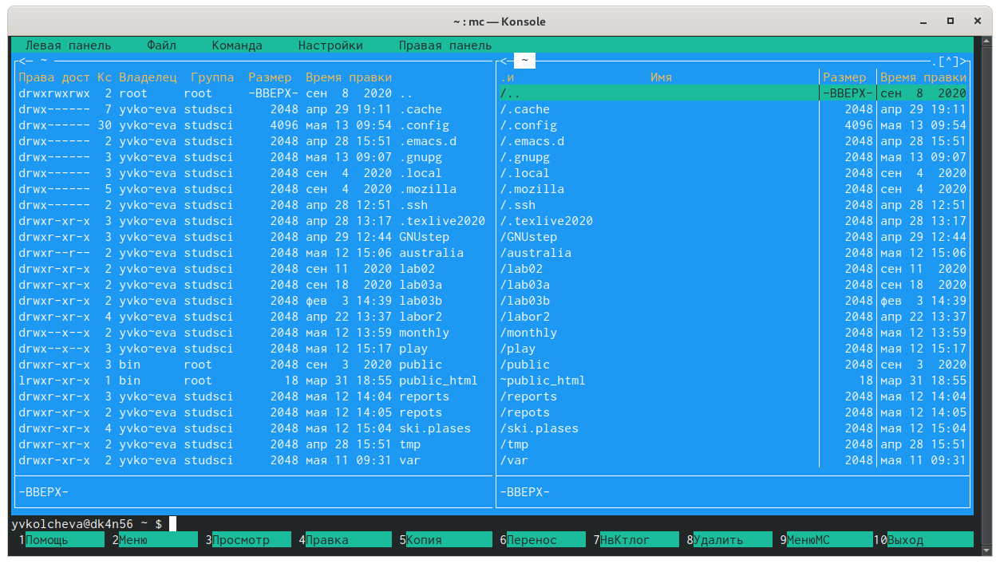 ~ : mc — Konsole
Левая панель Файл Команда Настройки Правая панель
<─ ~ <─ ~ .[^]>
Права дост Кс Владелец Группа Размер Время правки .и Имя Размер Время правки
drwxrwxrwx 2 root root -ВВЕРХ- сен 8 2020 .. /.. -ВВЕРХ- сен 8 2020
drwx------ 7 yvko~eva studsci 2048 апр 29 19:11 .cache /.cache 2048 апр 29 19:11
drwx------ 30 yvko~eva studsci 4096 мая 13 09:54 .config /.config 4096 мая 13 09:54
drwx------ 2 yvko~eva studsci 2048 апр 28 15:51 .emacs.d /.emacs.d 2048 апр 28 15:51
drwx------ 3 yvko~eva studsci 2048 мая 13 09:07 .gnupg /.gnupg 2048 мая 13 09:07
drwx------ 3 yvko~eva studsci 2048 сен 4 2020 .local /.local 2048 сен 4 2020
drwx------ 5 yvko~eva studsci 2048 сен 4 2020 .mozilla /.mozilla 2048 сен 4 2020
drwx------ 2 yvko~eva studsci 2048 апр 28 12:51 .ssh /.ssh 2048 апр 28 12:51
drwxr-xr-x 3 yvko~eva studsci 2048 апр 28 13:17 .texlive2020 /.texlive2020 2048 апр 28 13:17
drwxr-xr-x 3 yvko~eva studsci 2048 апр 29 12:44 GNUstep /GNUstep 2048 апр 29 12:44
drwxr--r-- 2 yvko~eva studsci 2048 мая 12 15:06 australia /australia 2048 мая 12 15:06
drwxr-xr-x 2 yvko~eva studsci 2048 сен 11 2020 lab02 /lab02 2048 сен 11 2020
drwxr-xr-x 2 yvko~eva studsci 2048 сен 18 2020 lab03a /lab03a 2048 сен 18 2020
drwxr-xr-x 2 yvko~eva studsci 2048 фев 3 14:39 lab03b /lab03b 2048 фев 3 14:39
drwxr-xr-x 4 yvko~eva studsci 2048 апр 22 13:37 labor2 /labor2 2048 апр 22 13:37
drwx--x--x 2 yvko~eva studsci 2048 мая 12 13:59 monthly /monthly 2048 мая 12 13:59
drwx--x--x 3 yvko~eva studsci 2048 мая 12 15:17 play /play 2048 мая 12 15:17
drwxr-xr-x 3 bin root 2048 сен 3 2020 public /public 2048 сен 3 2020
lrwxr-xr-x 1 bin root 18 мар 31 18:55 public_html ~public_html 18 мар 31 18:55
drwxr-xr-x 3 yvko~eva studsci 2048 мая 12 14:04 reports /reports 2048 мая 12 14:04
drwxr-xr-x 2 yvko~eva studsci 2048 мая 12 14:05 repots /repots 2048 мая 12 14:05
drwxr-xr-x 4 yvko~eva studsci 2048 мая 12 15:04 ski.plases /ski.plases 2048 мая 12 15:04
drwxr-xr-x 2 yvko~eva studsci 2048 апр 28 15:51 tmp /tmp 2048 апр 28 15:51
drwxr-xr-x 2 yvko~eva studsci 2048 мая 11 09:31 var /var 2048 мая 11 09:31
-ВВЕРХ- -ВВЕРХ-
yvkolcheva@dk4n56 ~ $
1Помощь 2Меню 3Просмотр 4Правка 5Копия 6Перенос 7НвКтлог 8Удалить 9МенюМС 10Выход